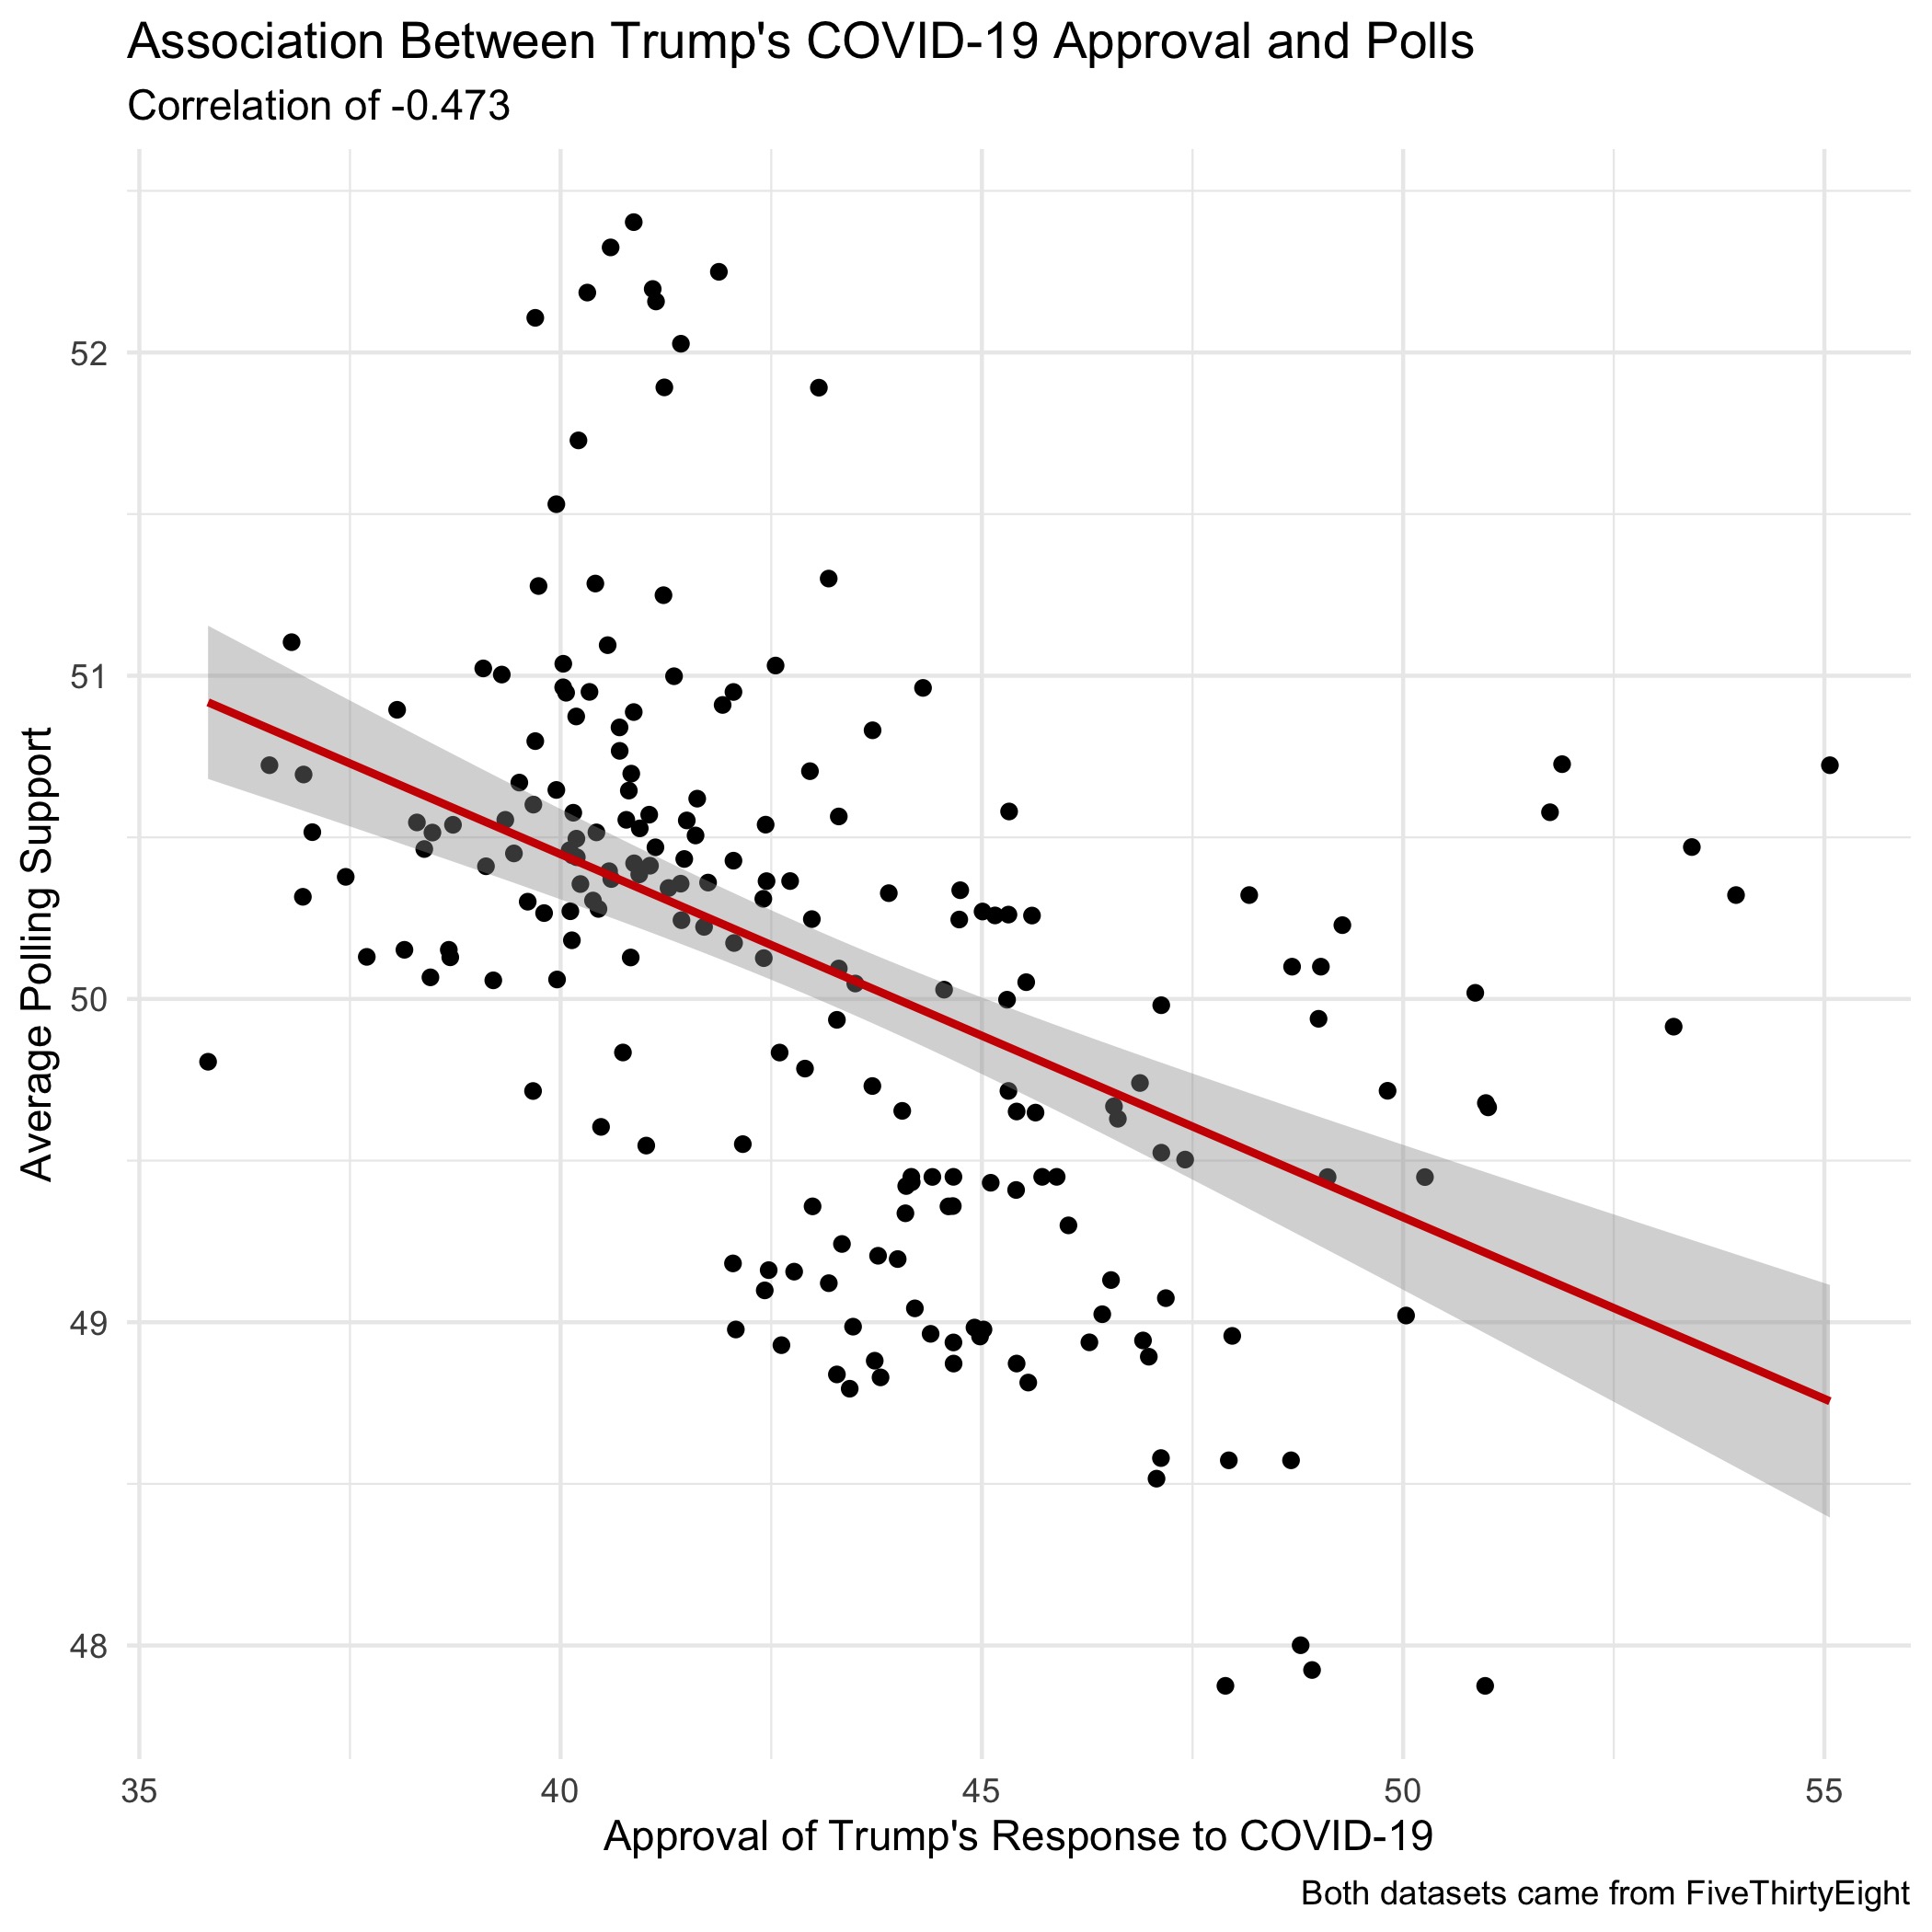 Association Between Trump's COVID-19 Approval and Polls
Correlation of -0.473
Average Polling Support
52
51
50
49
48
35 40 45 50 55
Approval of Trump's Response to COVID-19
Both datasets came from FiveThirtyEight